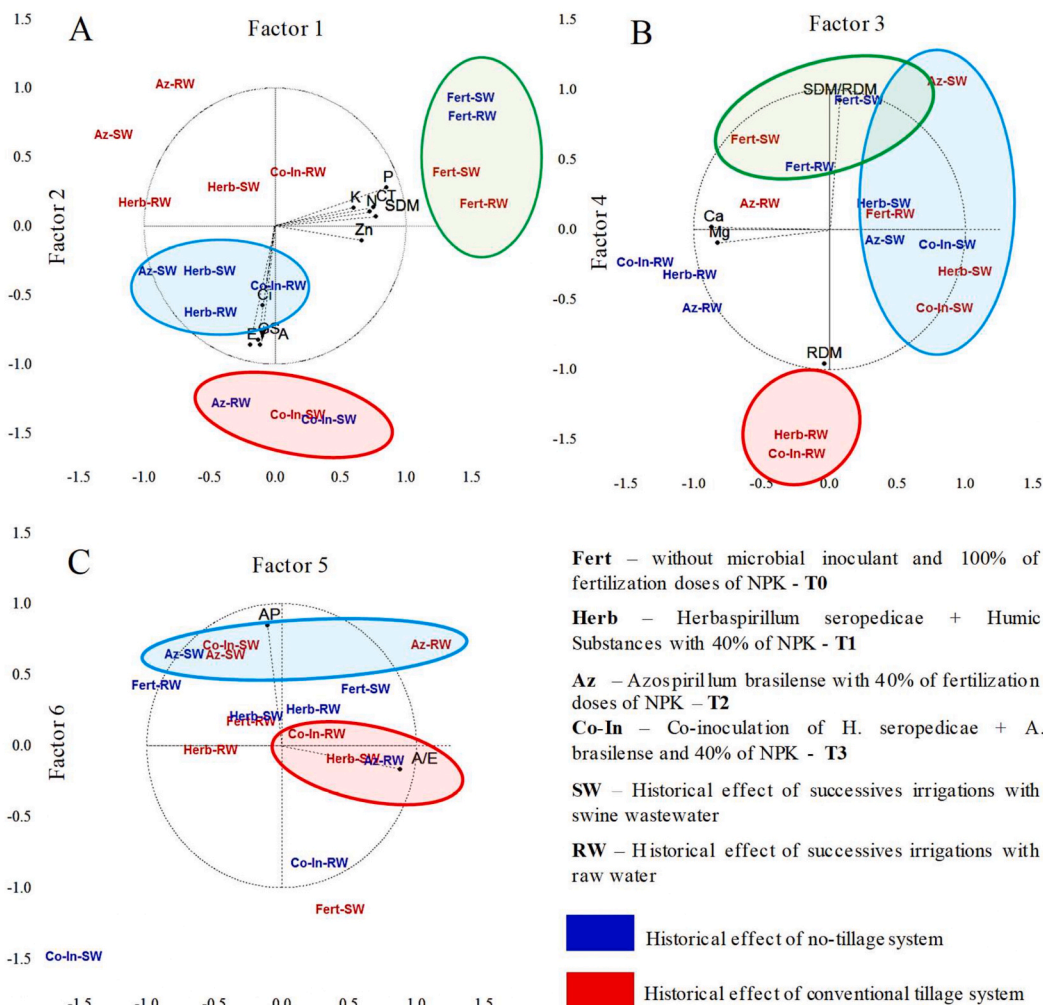 A
Factor 1
1.5
1.0
0.5
0.0
-0.5
-1.0
-1.5
Factor 2
Az-RW
Az-SW
Herb-RW
Herb-SW
Co-In-RW
Fert-SW
Fert-RW
Fert-SW
Fert-RW
P
K
N
CT
SDM
Zn
Az-SW
Herb-SW
Co-In-RW
Herb-RW
Ci
E
GS
A
Az-RW
Co-In-SW
Co-In-SW
-1.5
-1.0
-0.5
0.0
0.5
1.0
1.5
B
Factor 3
1.5
1.0
0.5
0.0
-0.5
-1.0
-1.5
Factor 4
SDM/RDM
Fert-SW
Az-SW
Fert-SW
Fert-RW
Az-RW
Herb-SW
Fert-RW
Ca
Mg
Az-SW
Co-In-SW
Co-In-RW
Herb-RW
Herb-SW
Az-RW
Co-In-SW
RDM
Herb-RW
Co-In-RW
-1.5
-1.0
-0.5
0.0
0.5
1.0
1.5
C
Factor 5
1.5
1.0
0.5
0.0
-0.5
-1.0
-1.5
Factor 6
AP
Co-In-SW
Az-SW
Az-SW
Az-RW
Fert-RW
Fert-SW
Herb-RW
Herb-SW
Fert-RW
Co-In-RW
Herb-RW
Herb-SW
Az-RW
A/E
Co-In-RW
Fert-SW
Co-In-SW
-1.5
-1.0
-0.5
0.0
0.5
1.0
1.5
Fert – without microbial inoculant and 100% of
fertilization doses of NPK - T0
Herb – Herbaspirillum seropedicae + Humic
Substances with 40% of NPK - T1
Az – Azospirillum brasilense with 40% of fertilization
doses of NPK – T2
Co-In – Co-inoculation of H. seropedicae + A.
brasilense and 40% of NPK - T3
SW – Historical effect of successives irrigations with
swine wastewater
RW – Historical effect of successives irrigations with
raw water
Historical effect of no-tillage system
Historical effect of conventional tillage system